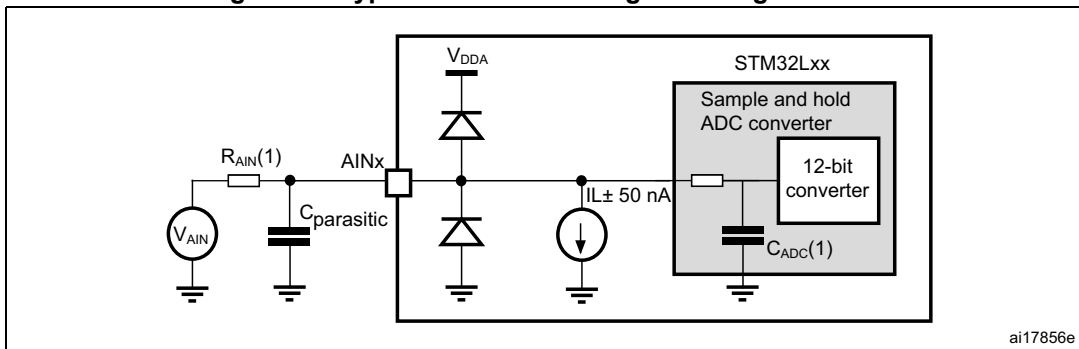 V_DDA
STM32Lxx
Sample and hold
ADC converter
R_AIN(1)
AINx
12-bit
converter
IL± 50 nA
C_parasitic
V_AIN
C_ADC(1)
ai17856e